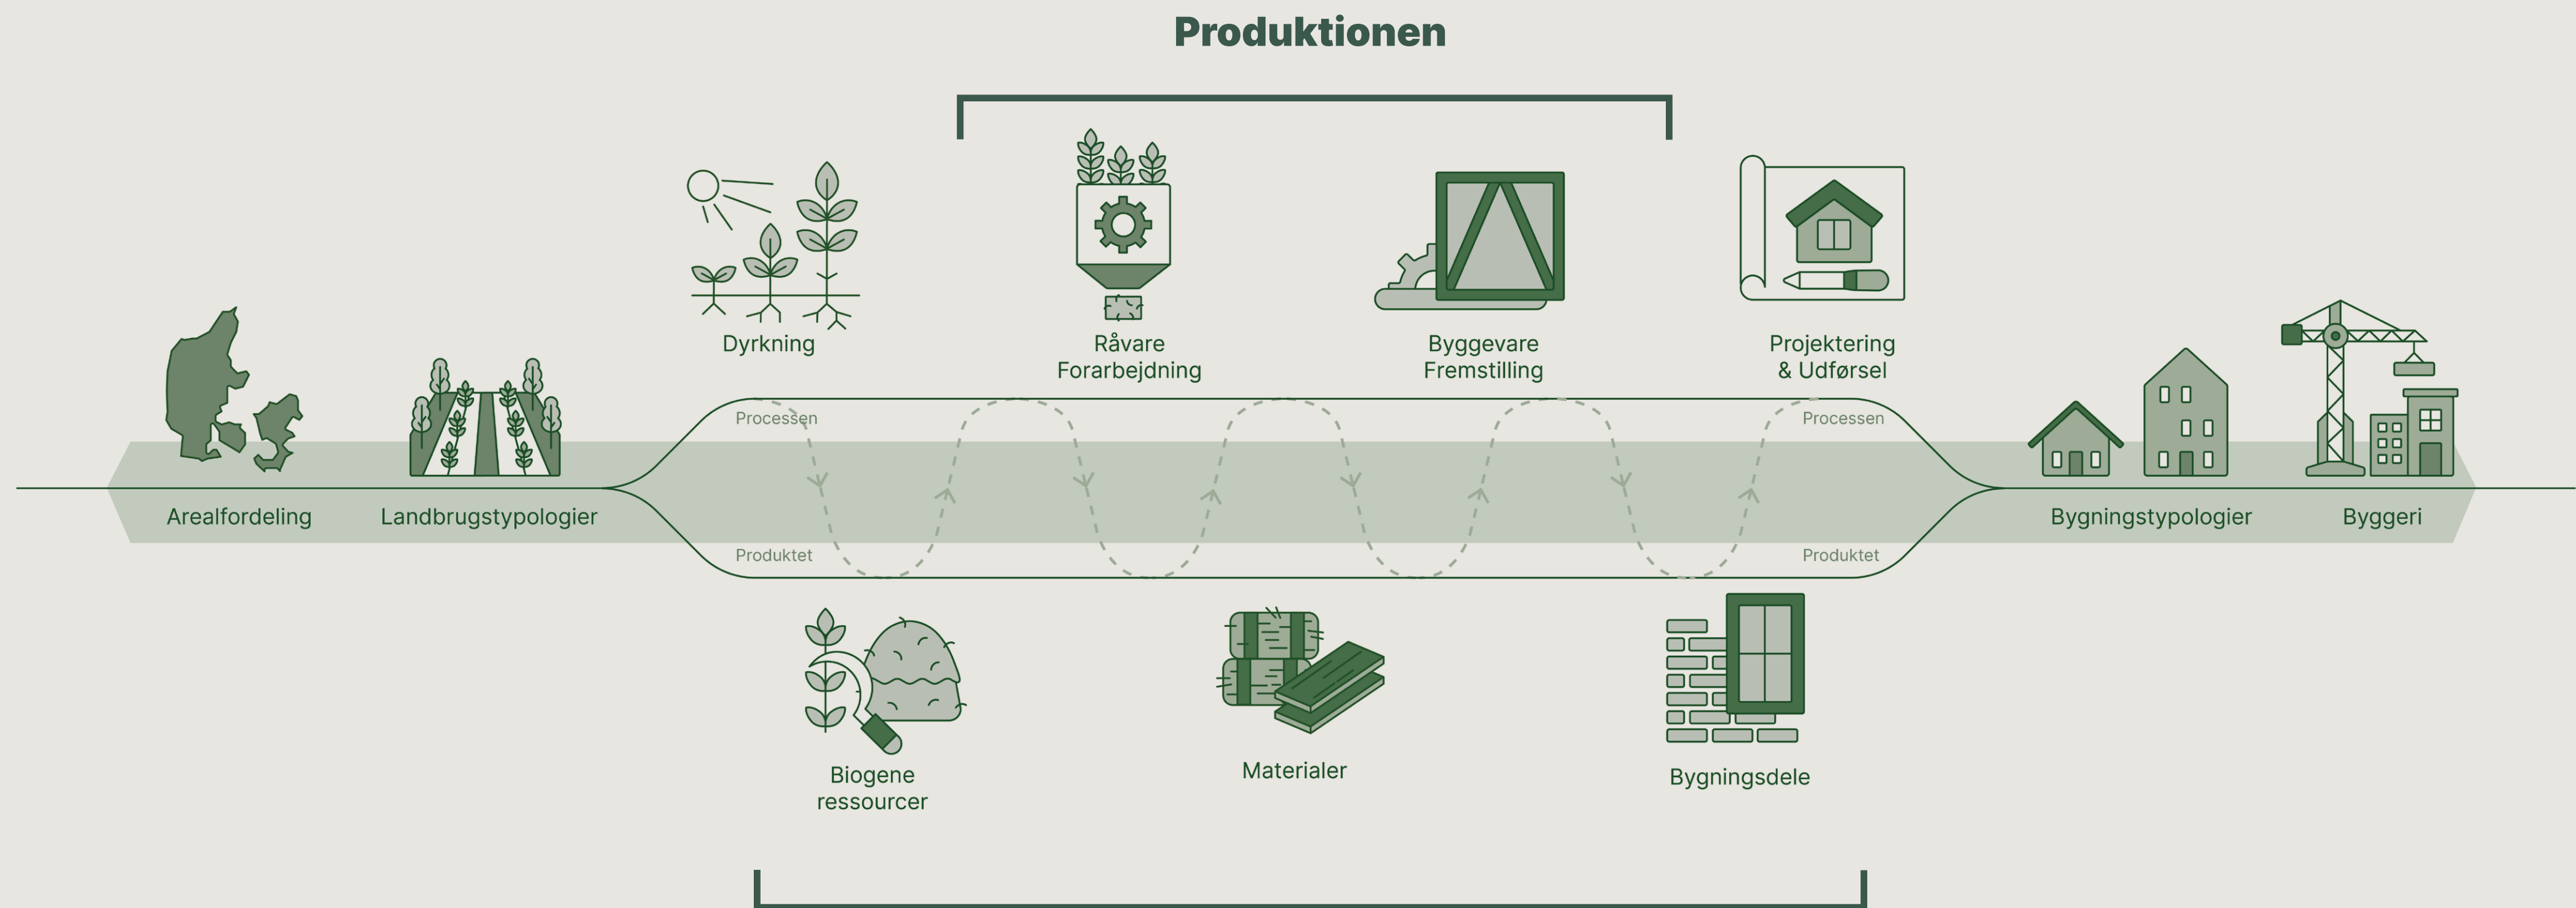 Produktionen
Dyrkning
Råvare
Forarbejdning
Byggevare
Fremstilling
Projektering
& Udførsel
Processen
Processen
Arealfordeling
Landbrugstypologier
Bygningstypologier
Byggeri
Produktet
Produktet
Biogene
ressourcer
Materialer
Bygningsdele